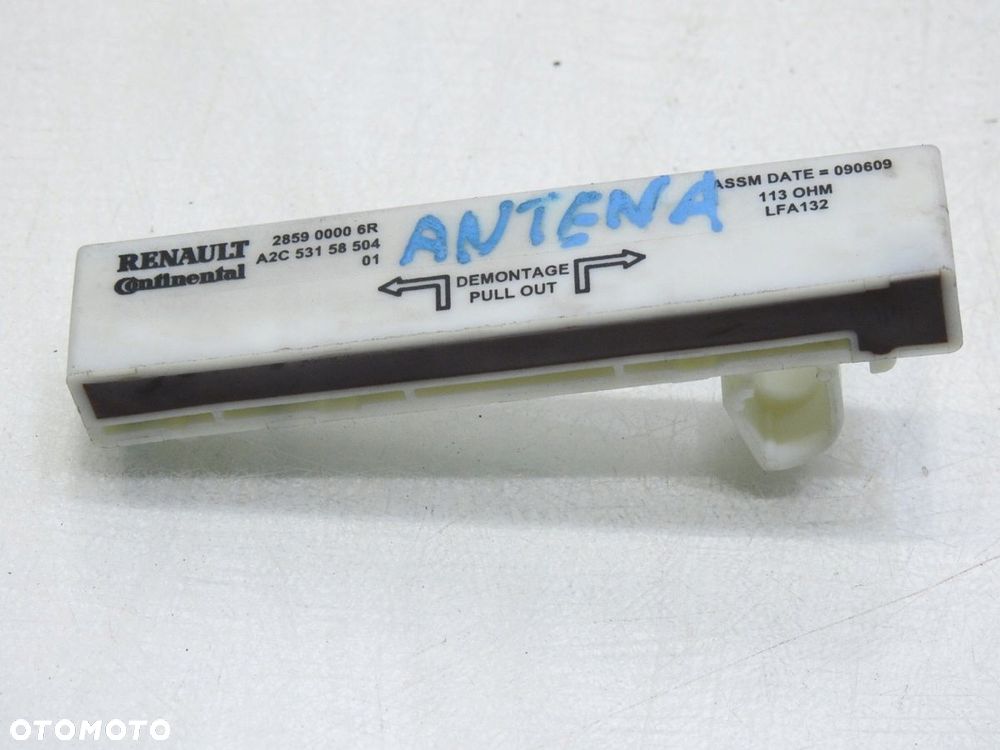 RENAULT
Continental
2859 0000 6R
A2C 531 58 504
01
ANTENA
DEMONTAGE
PULL OUT
ASSM DATE = 090609
113 OHM
LFA132
OTOMOTO